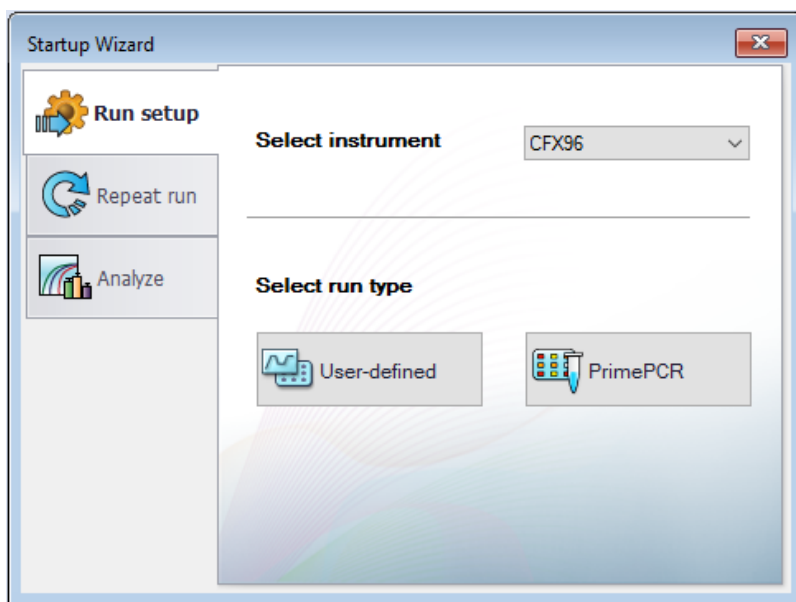 Startup Wizard
Run setup
Repeat run
Analyze
Select instrument
CFX96
Select run type
User-defined
PrimePCR